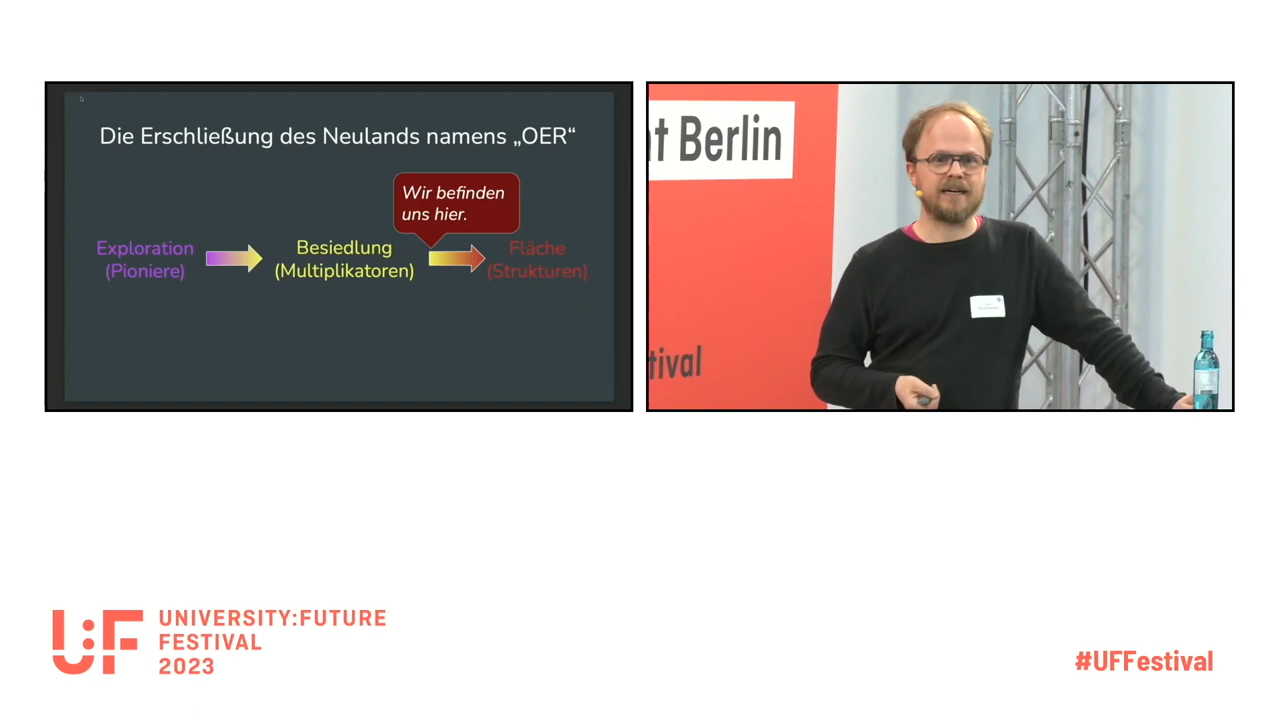 Die Erschließung des Neulands namens „OER“
Wir befinden
uns hier.
Exploration
(Pioniere)
Besiedlung
(Multiplikatoren)
Fläche
(Strukturen)
t Berlin
tival
U:F
UNIVERSITY:FUTURE
FESTIVAL
2023
#UFFestival